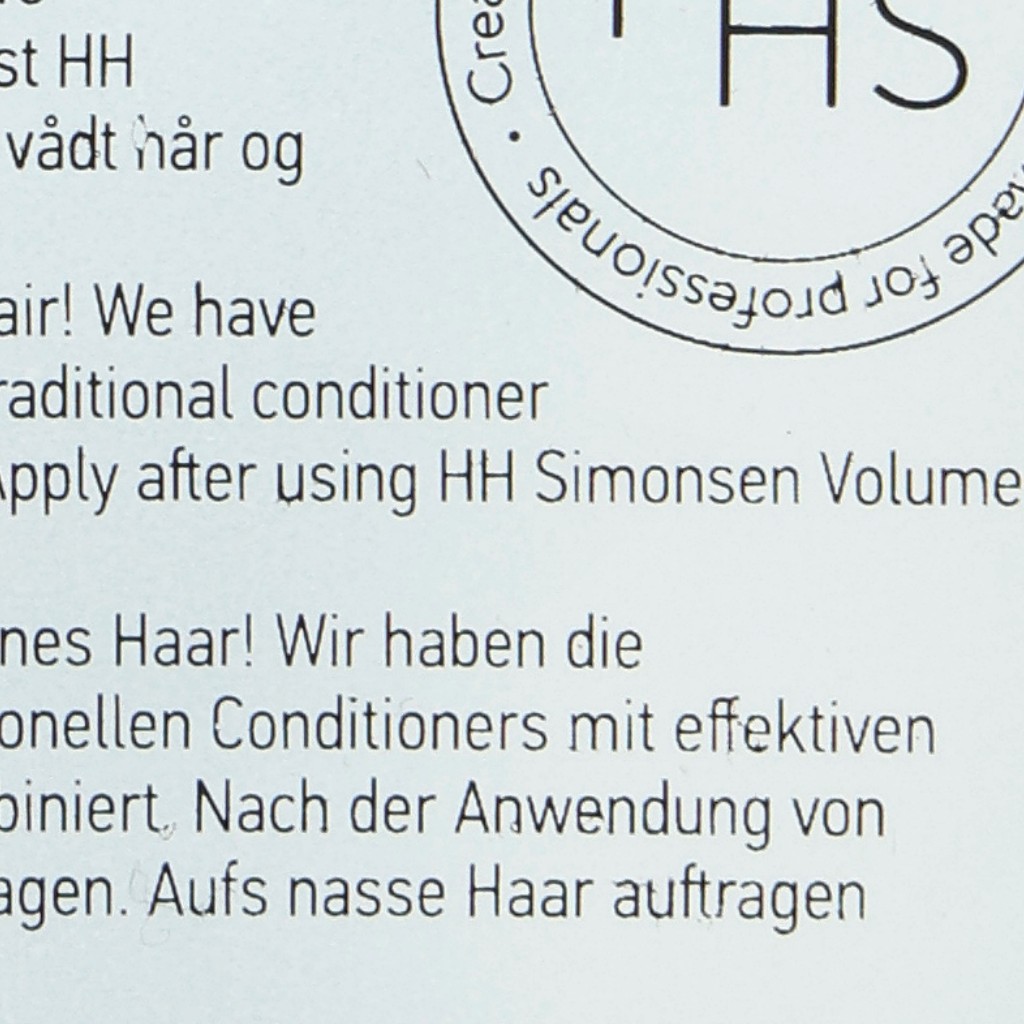 st HH
vådt hår og
air! We have
raditional conditioner
Apply after using HH Simonsen Volume
nes Haar! Wir haben die
onellen Conditioners mit effektiven
biniert. Nach der Anwendung von
agen. Aufs nasse Haar auftragen
HS
Crea
• made for professionals •